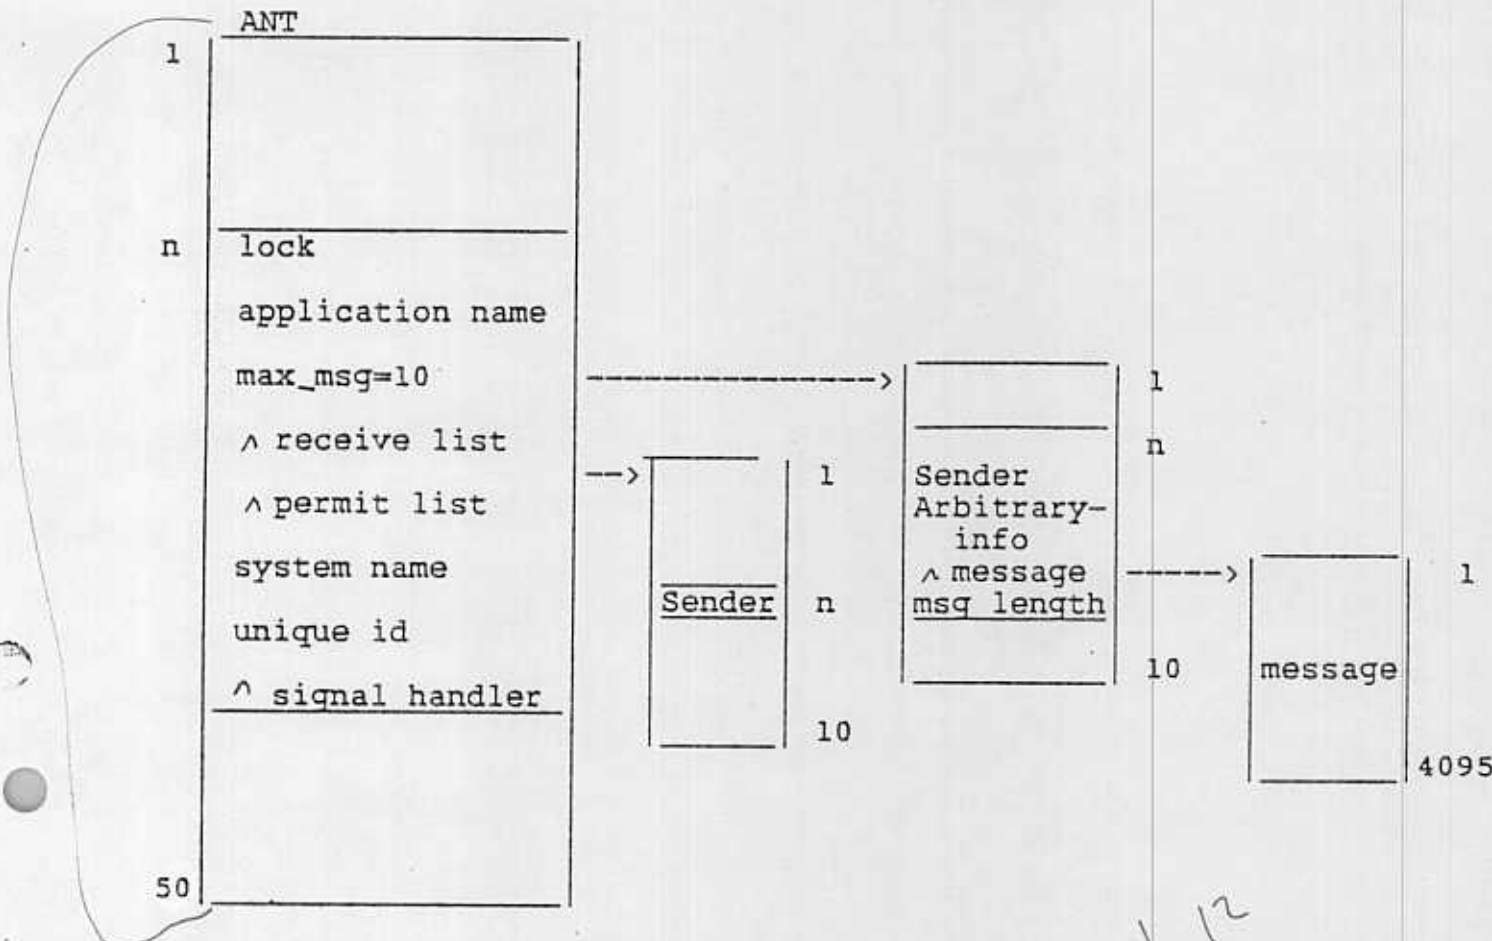 ANT
1
n
lock
application name
max_msg=10
^ receive list
^ permit list
system name
unique id
^ signal handler
50
1
Sender
n
10
1
n
Sender
Arbitrary-
info
^ message
msg length
10
1
message
4095
12